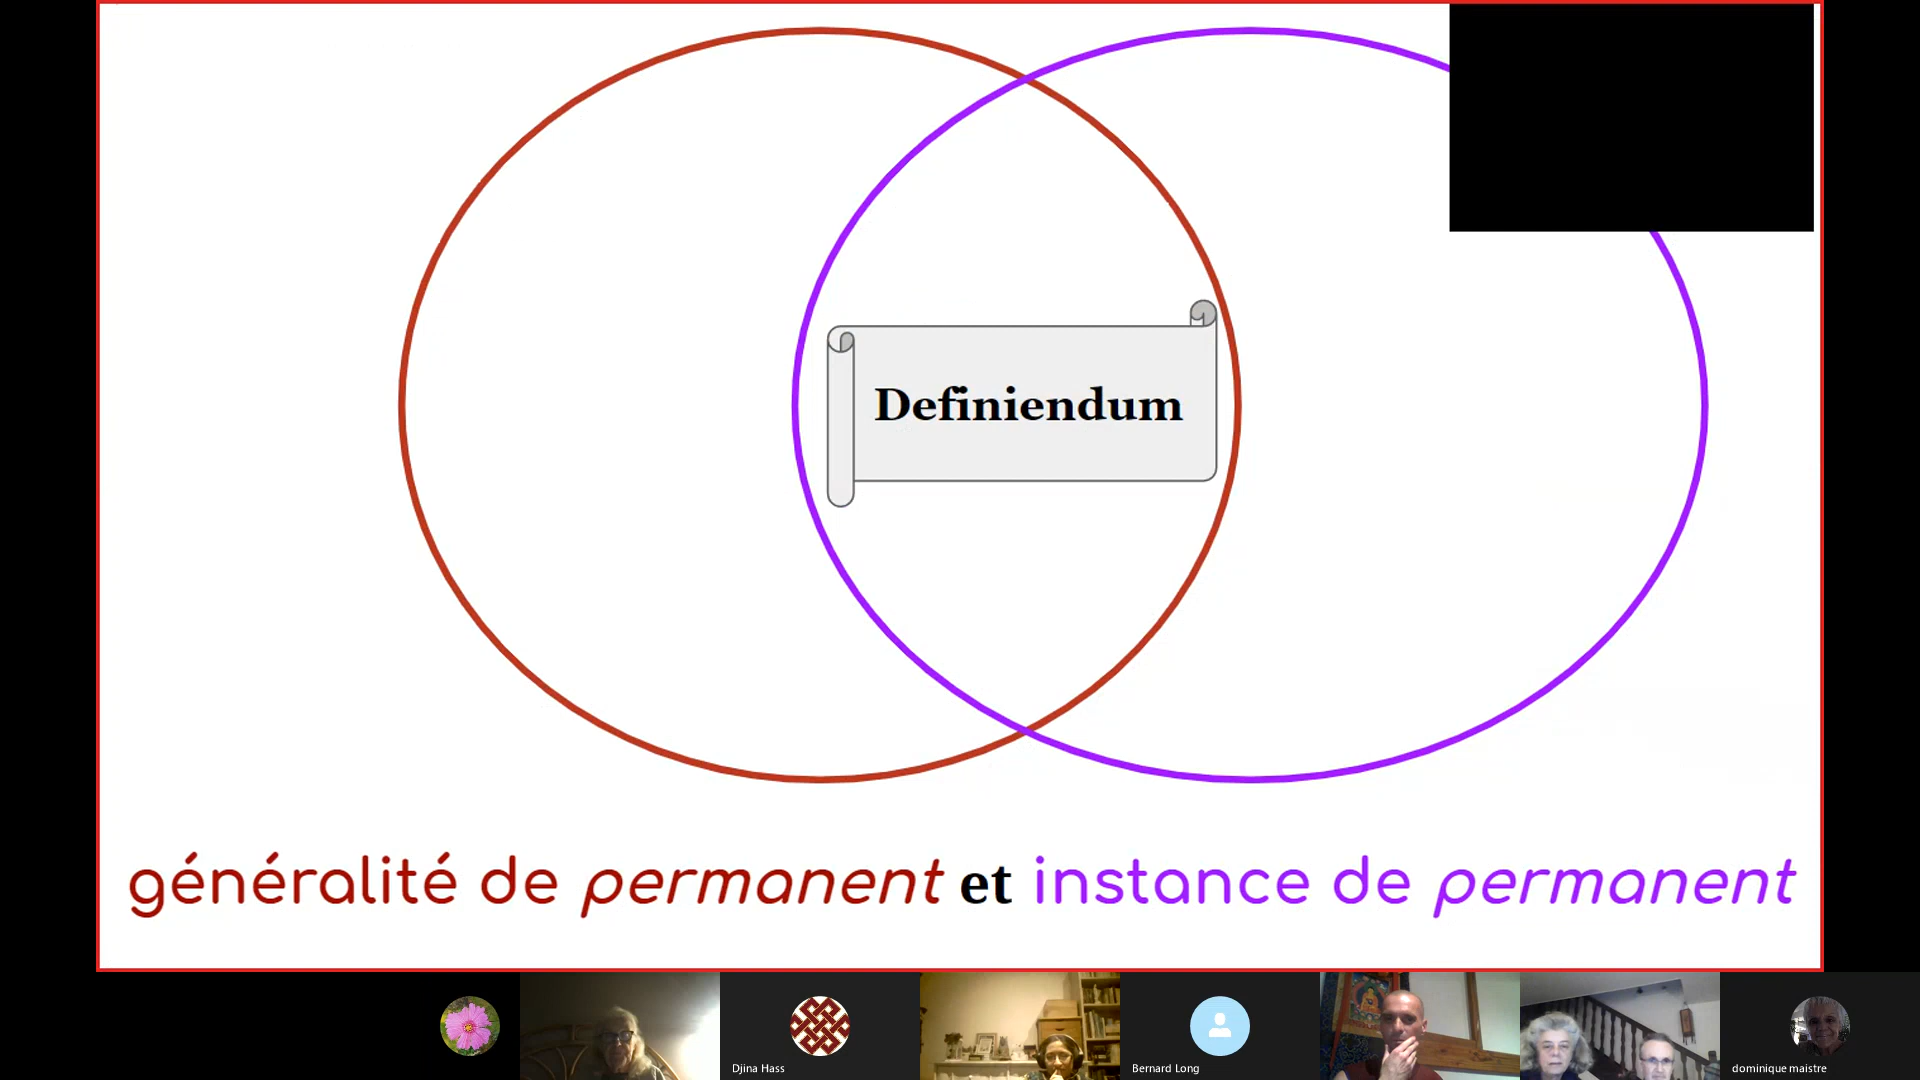 Definiendum
généralité de permanent et instance de permanent
Djina Hass
Bernard Long
dominique maistre